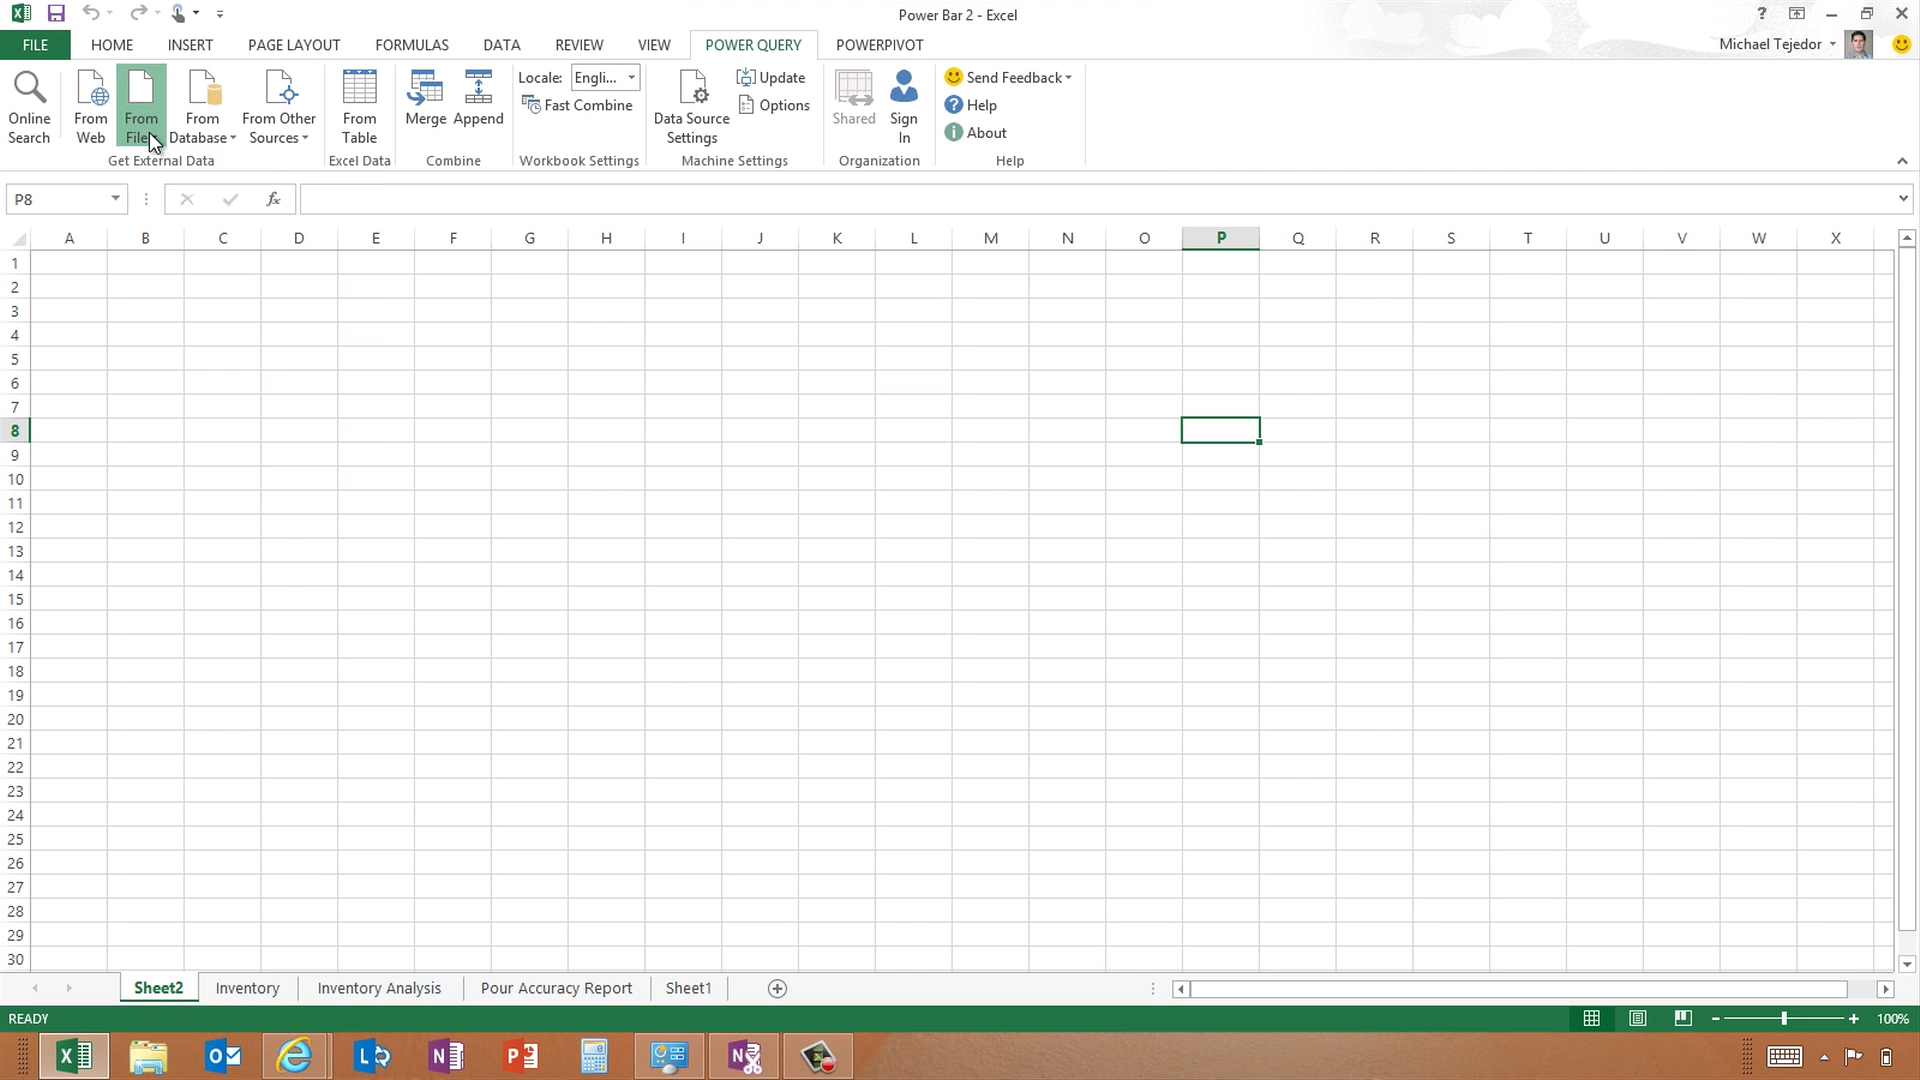 Power Bar 2 - Excel
?
FILE
HOME
INSERT
PAGE LAYOUT
FORMULAS
DATA
REVIEW
VIEW
POWER QUERY
POWERPIVOT
Michael Tejedor
Online
Search
From
Web
From
File
From
Database
From Other
Sources
From
Table
Merge
Append
Locale: Engli...
Fast Combine
Data Source
Settings
Update
Options
Shared
Sign
In
Send Feedback
Help
About
Get External Data
Excel Data
Combine
Workbook Settings
Machine Settings
Organization
Help
P8
fx
A B C D E F G H I J K L M N O P Q R S T U V W X
1
2
3
4
5
6
7
8
9
10
11
12
13
14
15
16
17
18
19
20
21
22
23
24
25
26
27
28
29
30
Sheet2
Inventory
Inventory Analysis
Pour Accuracy Report
Sheet1
READY
100%